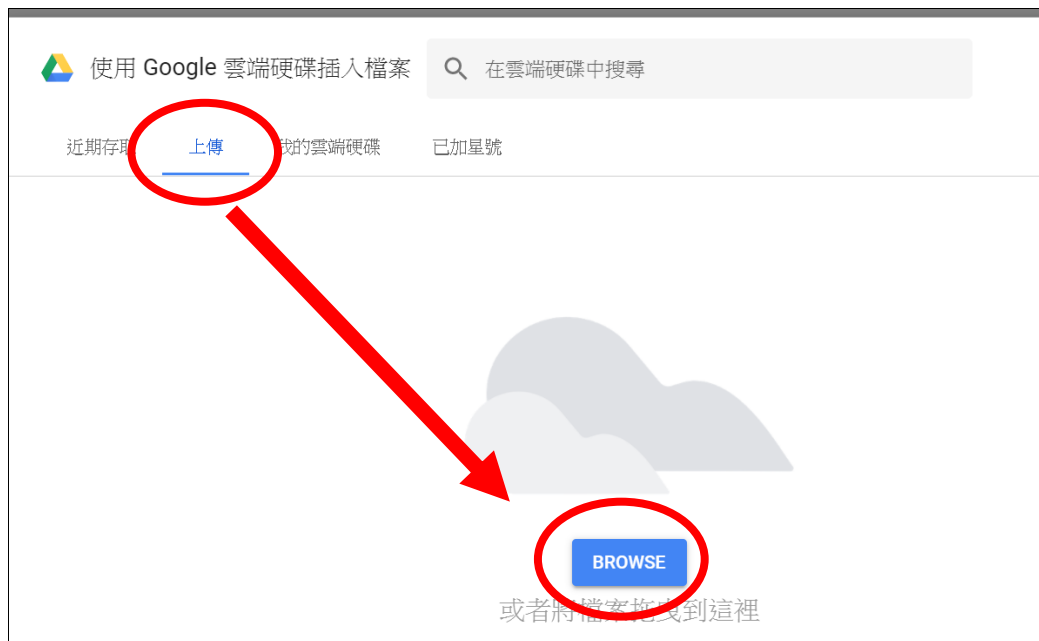 使用 Google 雲端硬碟插入檔案
在雲端硬碟中搜尋
近期存取 上傳 我的雲端硬碟 已加星號
BROWSE
或者將檔案拖曳到這裡